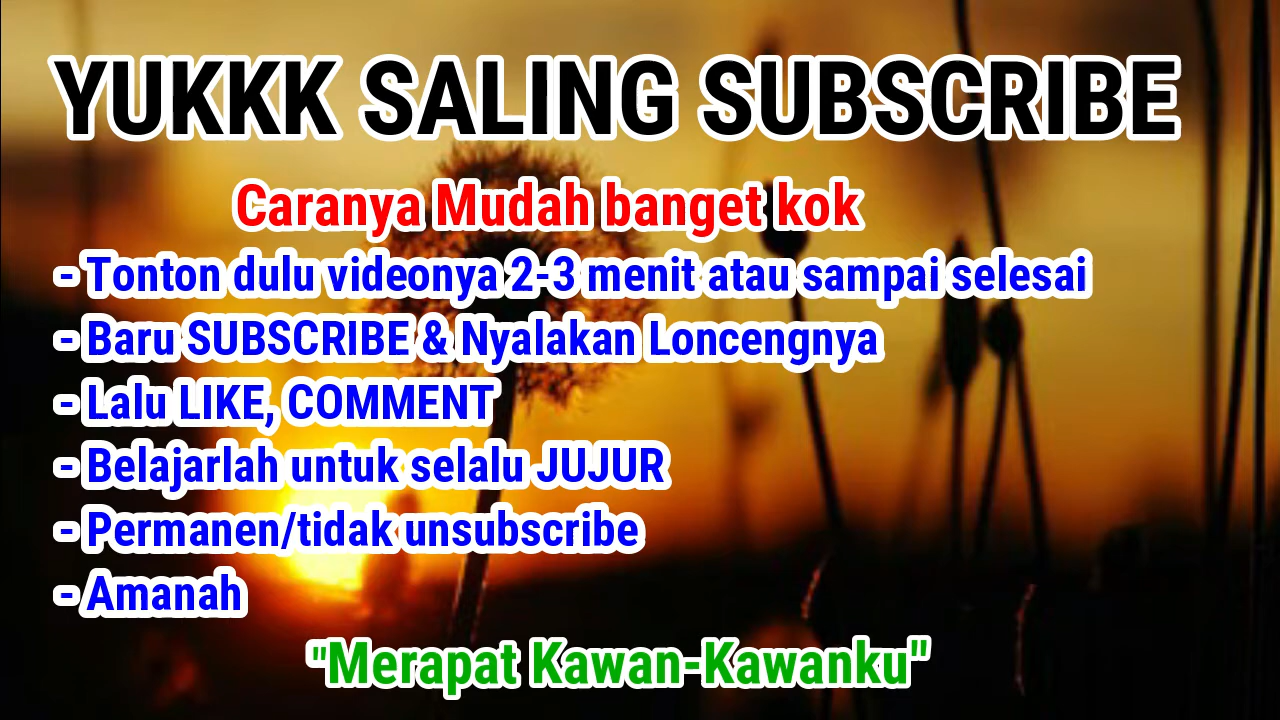 YUKKK SALING SUBSCRIBE
Caranya Mudah banget kok
- Tonton dulu videonya 2-3 menit atau sampai selesai
- Baru SUBSCRIBE & Nyalakan Loncengnya
- Lalu LIKE, COMMENT
- Belajarlah untuk selalu JUJUR
- Permanen/tidak unsubscribe
- Amanah
"Merapat Kawan-Kawanku"